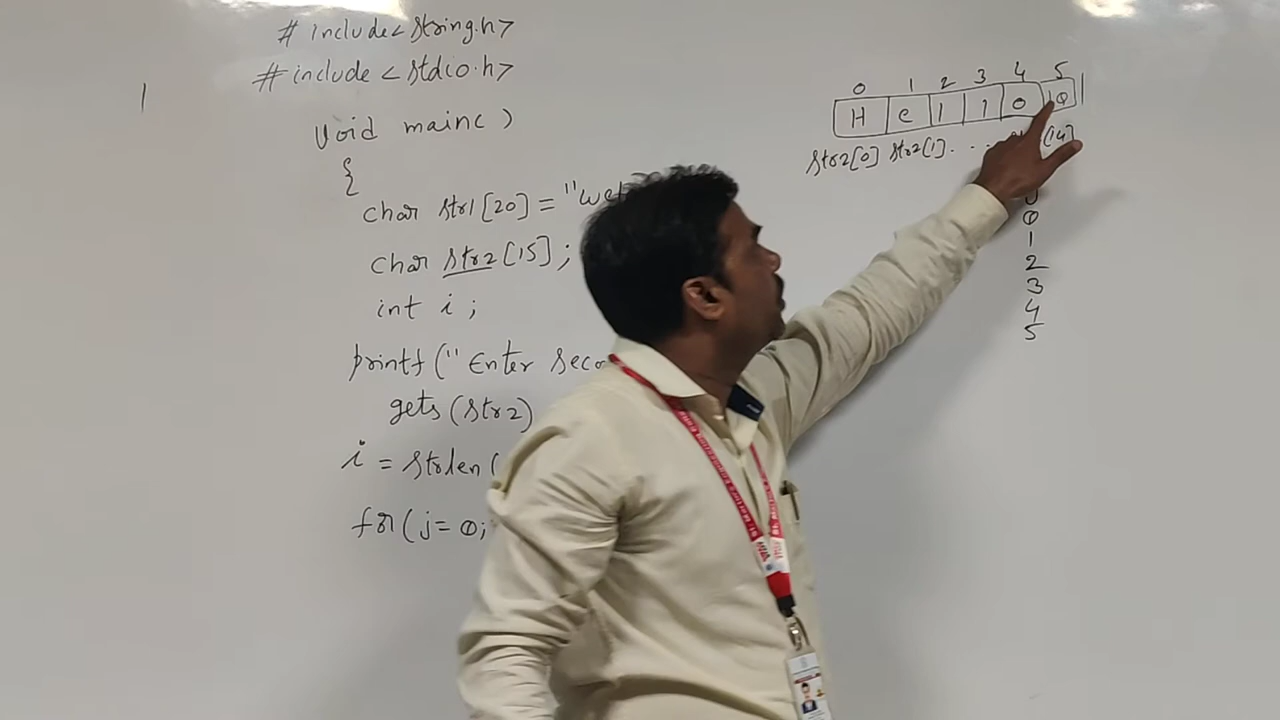 # include<string.h>
# include <stdio.h>
void main()
{
char str1[20] = "wel
char str2[15];
int i;
printf(" Enter seco
gets(str2)
i = strlen(
for(j=0;
1
0 1 2 3 4 5
H e l l o \0
str2[0] str2[1]. . . [14]
0
1
2
3
4
5